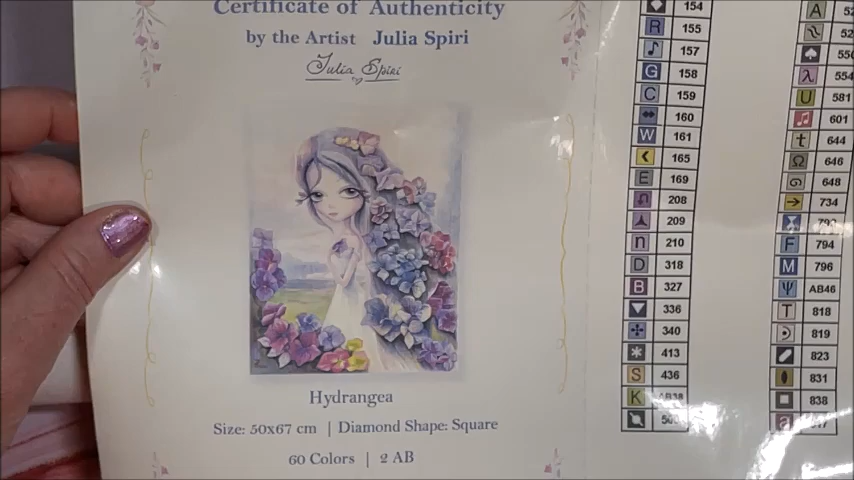 Certificate of Authenticity
by the Artist Julia Spiri
Julia Spiri
Hydrangea
Size: 50x67 cm | Diamond Shape: Square
60 Colors | 2 AB
154
R 155
157
G 158
C 159
160
W 161
165
E 169
208
209
n 210
D 318
B 327
336
340
413
S 436
K AB38
A
554
U 581
601
t 644
Ω 646
648
734
F 794
M 796
Ψ AB46
T 818
819
823
831
838
a